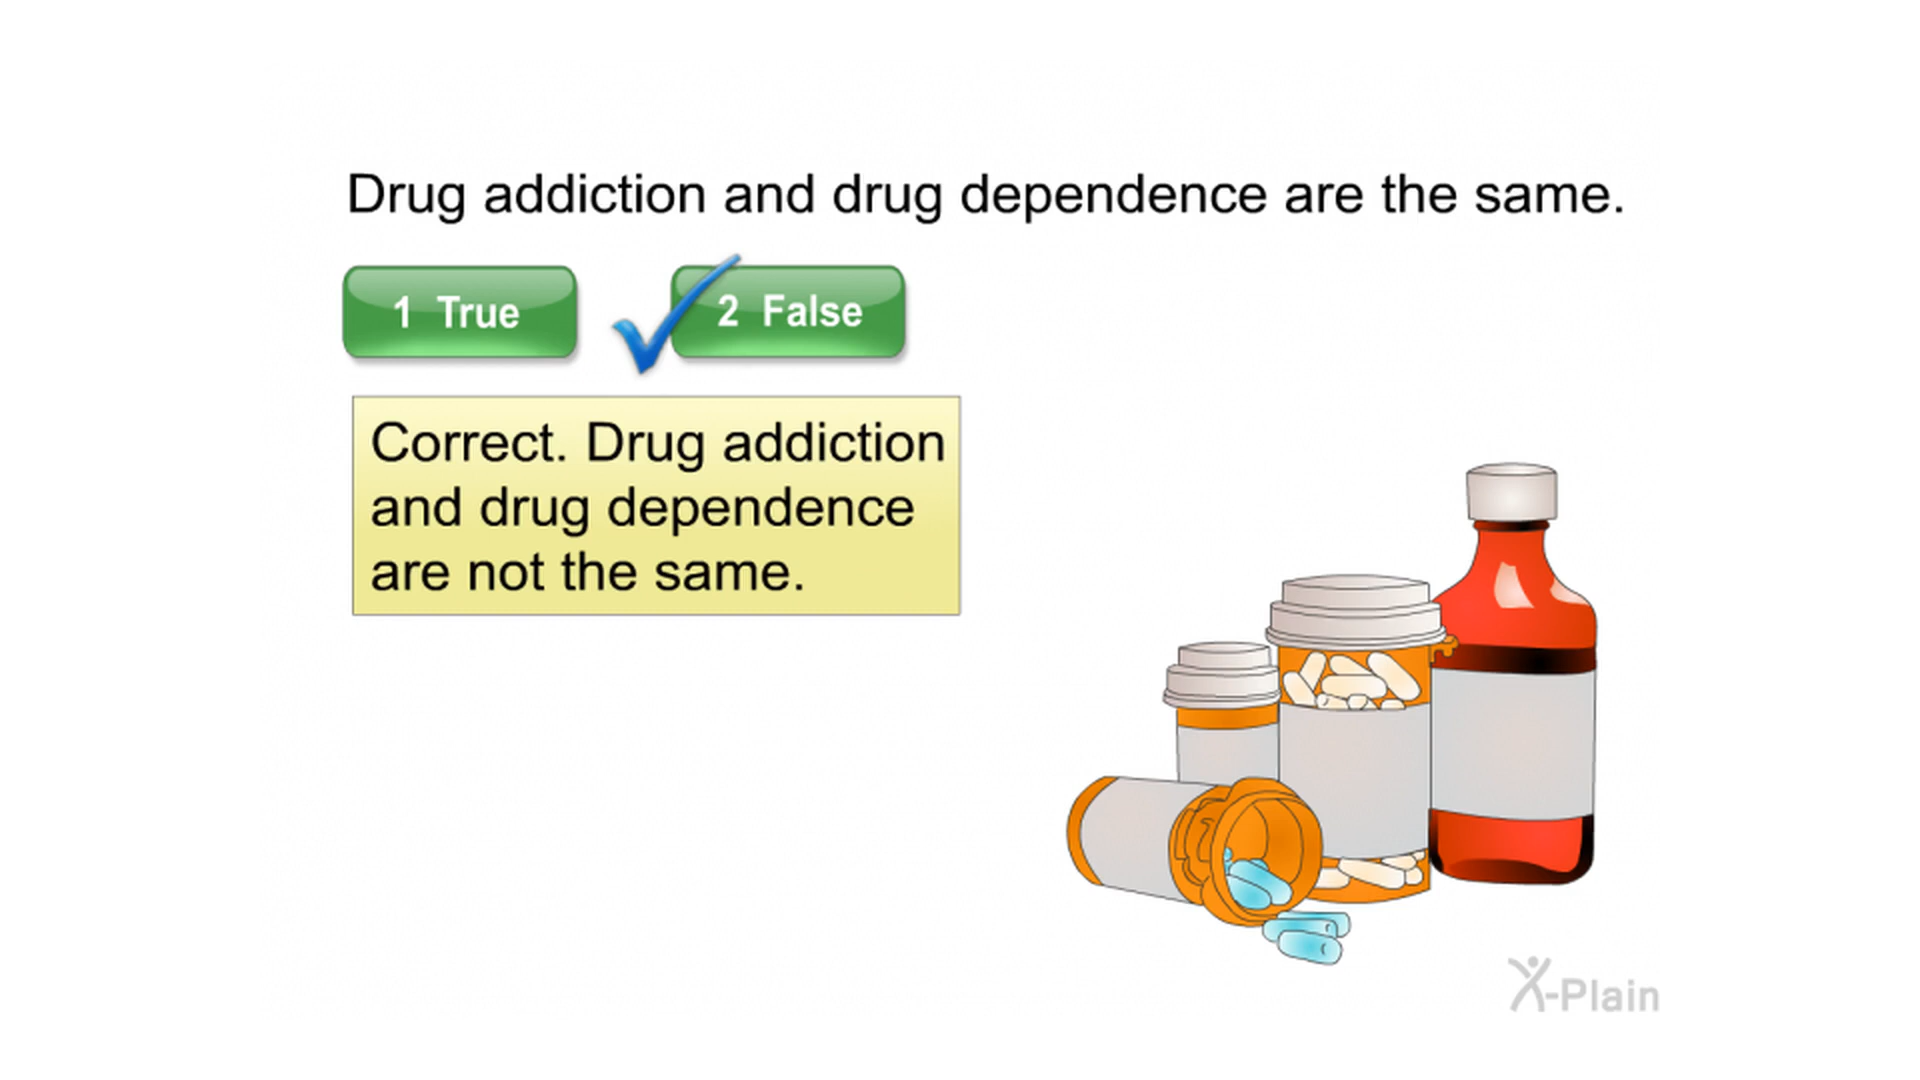 Drug addiction and drug dependence are the same.
1 True
2 False
Correct. Drug addiction
and drug dependence
are not the same.
X-Plain